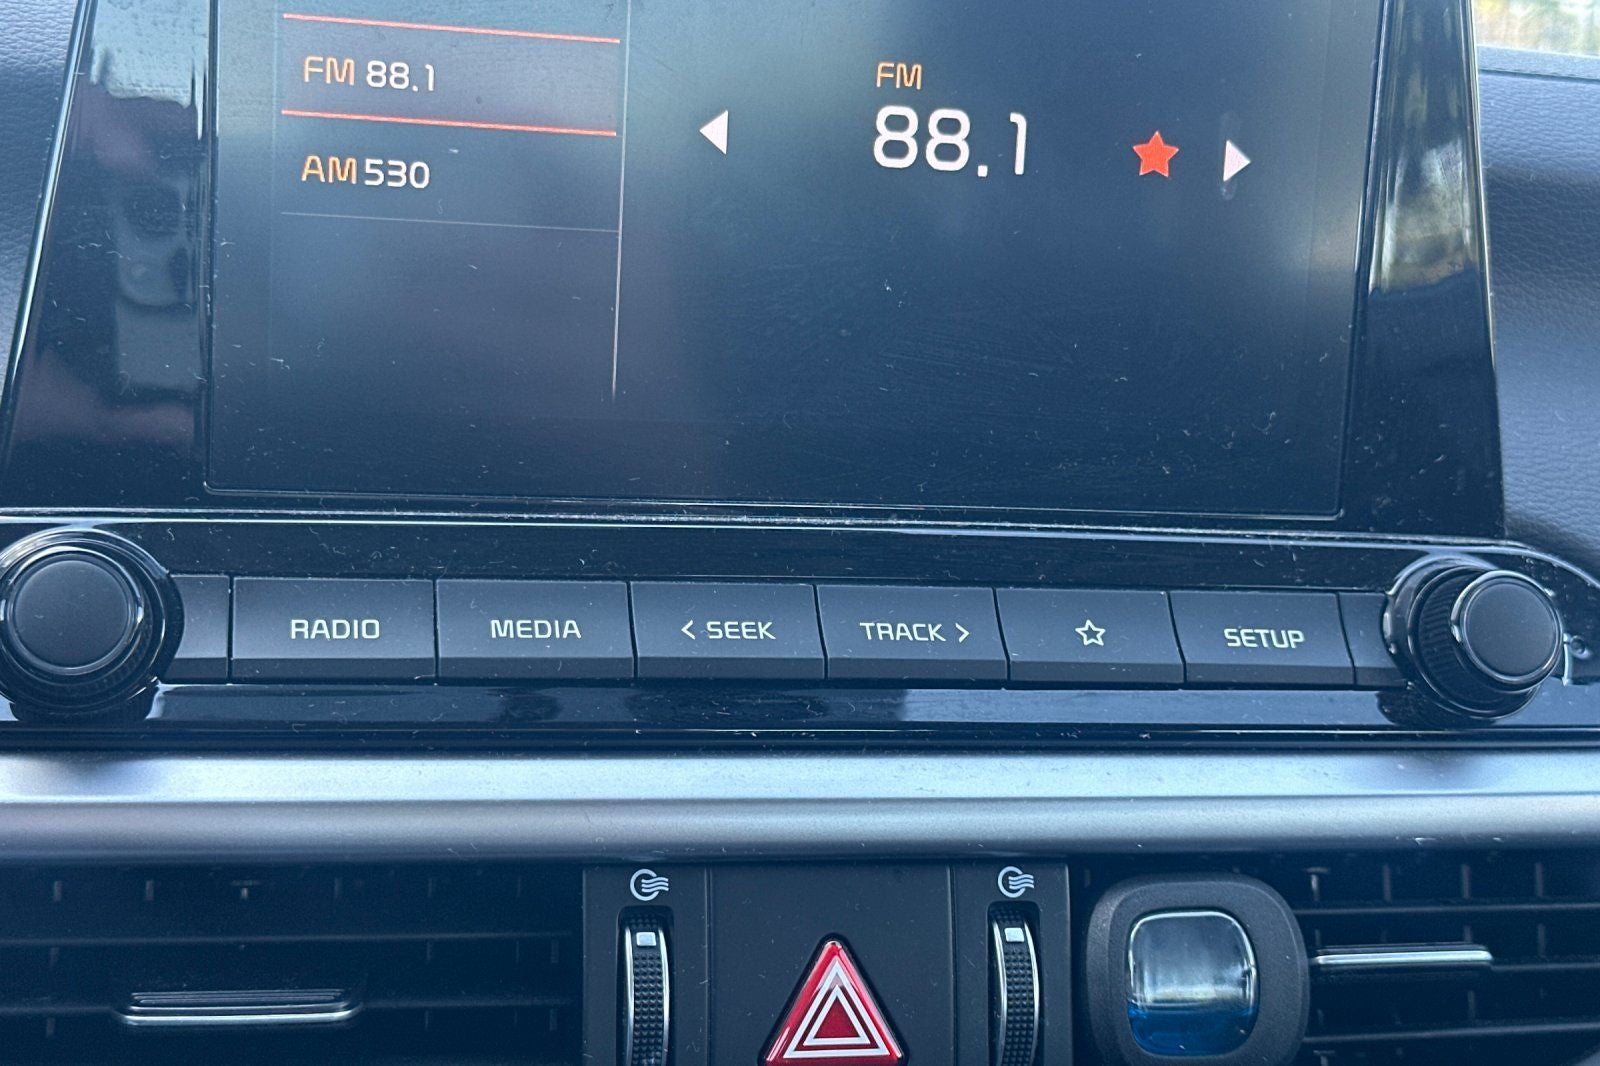 FM 88.1
AM 530
FM
88.1
RADIO
MEDIA
< SEEK
TRACK >
SETUP